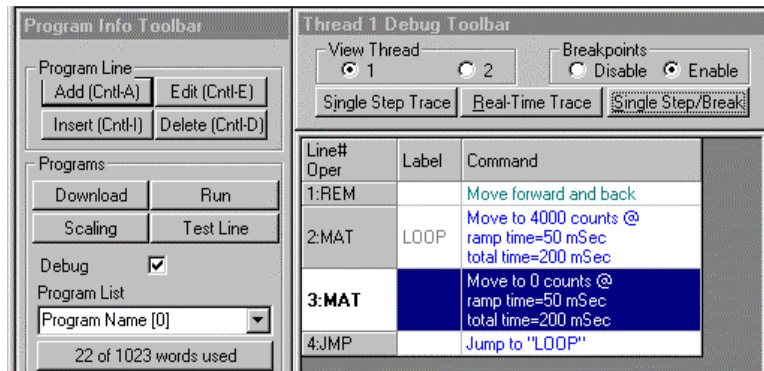 Program Info Toolbar
Program Line
Add (Cntl-A) Edit (Cntl-E)
Insert (Cntl-I) Delete (Cntl-D)
Programs
Download Run
Scaling Test Line
Debug
Program List
Program Name [0]
22 of 1023 words used
Thread 1 Debug Toolbar
View Thread
1 2
Breakpoints
Disable Enable
Single Step Trace Real-Time Trace Single Step/Break
Line#
Oper Label Command
1:REM Move forward and back
2:MAT LOOP Move to 4000 counts @
ramp time=50 mSec
total time=200 mSec
3:MAT Move to 0 counts @
ramp time=50 mSec
total time=200 mSec
4:JMP Jump to "LOOP"